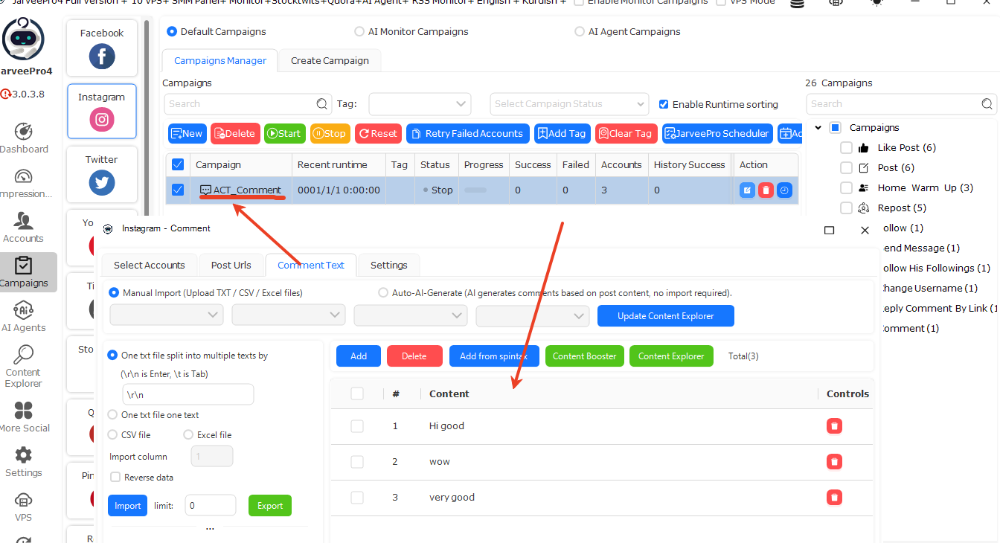 JarveePro4 Full Version + 10 VPS+ SMM Panel+ Monitor+Stocktwits+Quora+AI Agent+ RSS Monitor+ English + Kurdish + Enable Monitor Campaigns VPS Mode
arveePro4
3.0.3.8
Dashboard
mpression...
Accounts
Campaigns
AI Agents
Content
Explorer
More Social
Settings
VPS
Facebook
Instagram
Twitter
Yo
Ti
Sto
Q
Pir
R
Default Campaigns AI Monitor Campaigns AI Agent Campaigns
Campaigns Manager Create Campaign
Campaigns
Search Tag: Select Campaign Status Enable Runtime sorting
New Delete Start Stop Reset Retry Failed Accounts Add Tag Clear Tag JarveePro Scheduler Ac
Campaign Recent runtime Tag Status Progress Success Failed Accounts History Success Action
ACT_Comment 0001/1/1 0:00:00 Stop 0 0 3 0
26 Campaigns
Search
Campaigns
Like Post (6)
Post (6)
Home Warm Up (3)
Repost (5)
ollow (1)
end Message (1)
ollow His Followings (1)
hange Username (1)
eply Comment By Link (1
omment (1)
Instagram - Comment
Select Accounts Post Urls Comment Text Settings
Manual Import (Upload TXT / CSV / Excel files) Auto-AI-Generate (AI generates comments based on post content, no import required).
Update Content Explorer
One txt file split into multiple texts by
(\r\n is Enter, \t is Tab)
\r\n
One txt file one text
CSV file Excel file
Import column 1
Reverse data
Import limit: 0 Export
...
Add Delete Add from spintax Content Booster Content Explorer Total(3)
# Content Controls
1 Hi good
2 wow
3 very good